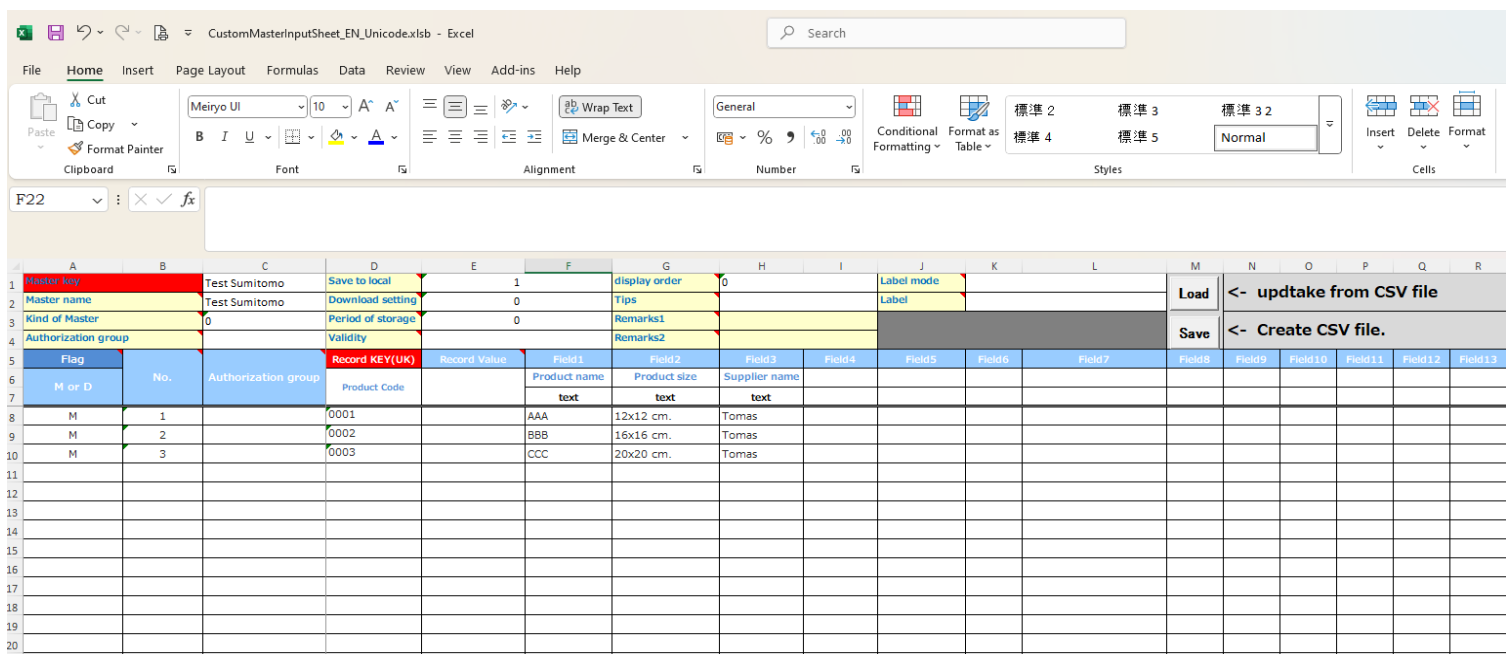 CustomMasterInputSheet_EN_Unicode.xlsb - Excel
Search
File Home Insert Page Layout Formulas Data Review View Add-ins Help
Paste
Cut
Copy
Format Painter
Clipboard
Meiryo UI 10 A^ A˅
B I U A
Font
ab Wrap Text
Merge & Center
Alignment
General
% 9 .00 .00
Number
Conditional Formatting
Format as Table
標準 2 標準 3 標準 3 2
標準 4 標準 5 Normal
Styles
Insert Delete Format
Cells
F22 fx
A B C D E F G H I J K L M N O P Q R
1 Master key Test Sumitomo Save to local 1 display order 0 Label mode Load <- updtake from CSV file
2 Master name Test Sumitomo Download setting 0 Tips Label
3 Kind of Master 0 Period of storage 0 Remarks1 Save <- Create CSV file.
4 Authorization group Validity Remarks2
5 Flag No. Authorization group Record KEY(UK) Record Value Field1 Field2 Field3 Field4 Field5 Field6 Field7 Field8 Field9 Field10 Field11 Field12 Field13
6 M or D Product Code Product name Product size Supplier name
7 text text text
8 M 1 0001 AAA 12x12 cm. Tomas
9 M 2 0002 BBB 16x16 cm. Tomas
10 M 3 0003 CCC 20x20 cm. Tomas
11
12
13
14
15
16
17
18
19
20